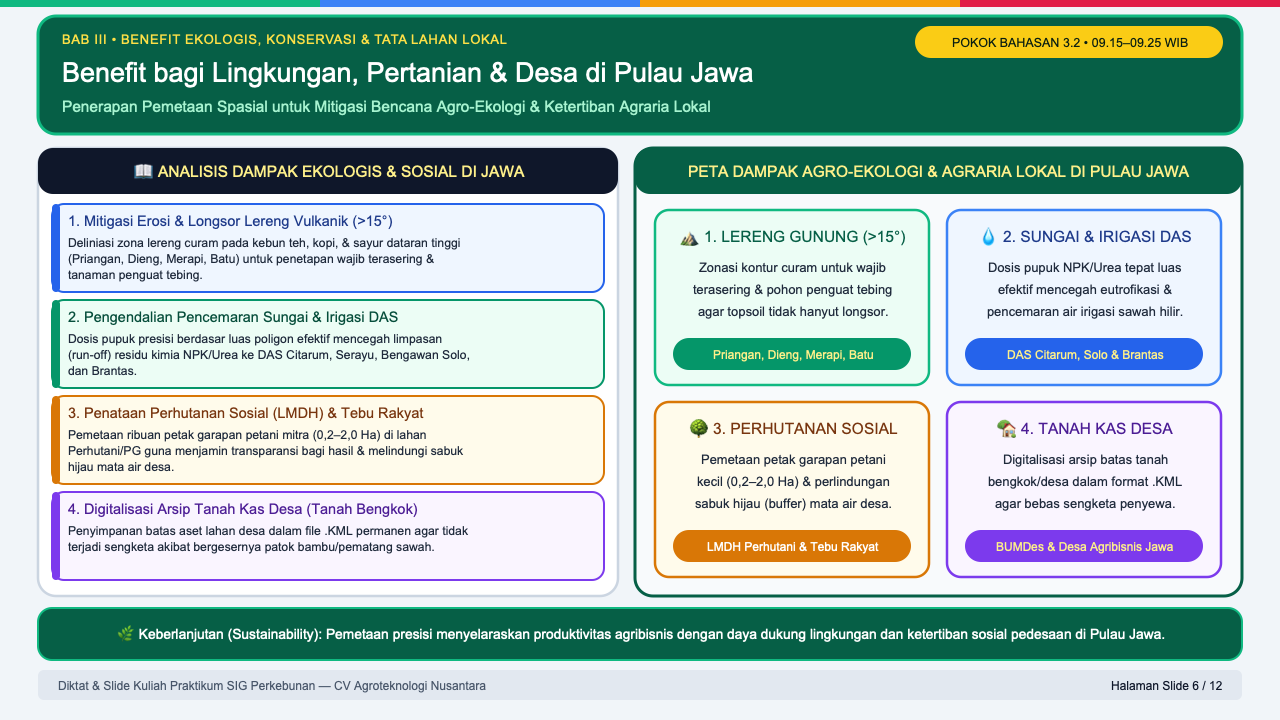 BAB III • BENEFIT EKOLOGIS, KONSERVASI & TATA LAHAN LOKAL
POKOK BAHASAN 3.2 • 09.15–09.25 WIB
Benefit bagi Lingkungan, Pertanian & Desa di Pulau Jawa
Penerapan Pemetaan Spasial untuk Mitigasi Bencana Agro-Ekologi & Ketertiban Agraria Lokal
ANALISIS DAMPAK EKOLOGIS & SOSIAL DI JAWA
1. Mitigasi Erosi & Longsor Lereng Vulkanik (>15°)
Deliniasi zona lereng curam pada kebun teh, kopi, & sayur dataran tinggi
(Priangan, Dieng, Merapi, Batu) untuk penetapan wajib terasering &
tanaman penguat tebing.
2. Pengendalian Pencemaran Sungai & Irigasi DAS
Dosis pupuk presisi berdasar luas poligon efektif mencegah limpasan
(run-off) residu kimia NPK/Urea ke DAS Citarum, Serayu, Bengawan Solo,
dan Brantas.
3. Penataan Perhutanan Sosial (LMDH) & Tebu Rakyat
Pemetaan ribuan petak garapan petani mitra (0,2–2,0 Ha) di lahan
Perhutani/PG guna menjamin transparansi bagi hasil & melindungi sabuk
hijau mata air desa.
4. Digitalisasi Arsip Tanah Kas Desa (Tanah Bengkok)
Penyimpanan batas aset lahan desa dalam file .KML permanen agar tidak
terjadi sengketa akibat bergesernya patok bambu/pematang sawah.
PETA DAMPAK AGRO-EKOLOGI & AGRARIA LOKAL DI PULAU JAWA
1. LERENG GUNUNG (>15°)
Zonasi kontur curam untuk wajib
terasering & pohon penguat tebing
agar topsoil tidak hanyut longsor.
Priangan, Dieng, Merapi, Batu
2. SUNGAI & IRIGASI DAS
Dosis pupuk NPK/Urea tepat luas
efektif mencegah eutrofikasi &
pencemaran air irigasi sawah hilir.
DAS Citarum, Solo & Brantas
3. PERHUTANAN SOSIAL
Pemetaan petak garapan petani
kecil (0,2–2,0 Ha) & perlindungan
sabuk hijau (buffer) mata air desa.
LMDH Perhutani & Tebu Rakyat
4. TANAH KAS DESA
Digitalisasi arsip batas tanah
bengkok/desa dalam format .KML
agar bebas sengketa penyewa.
BUMDes & Desa Agribisnis Jawa
Keberlanjutan (Sustainability): Pemetaan presisi menyelaraskan produktivitas agribisnis dengan daya dukung lingkungan dan ketertiban sosial pedesaan di Pulau Jawa.
Diktat & Slide Kuliah Praktikum SIG Perkebunan — CV Agroteknologi Nusantara
Halaman Slide 6 / 12